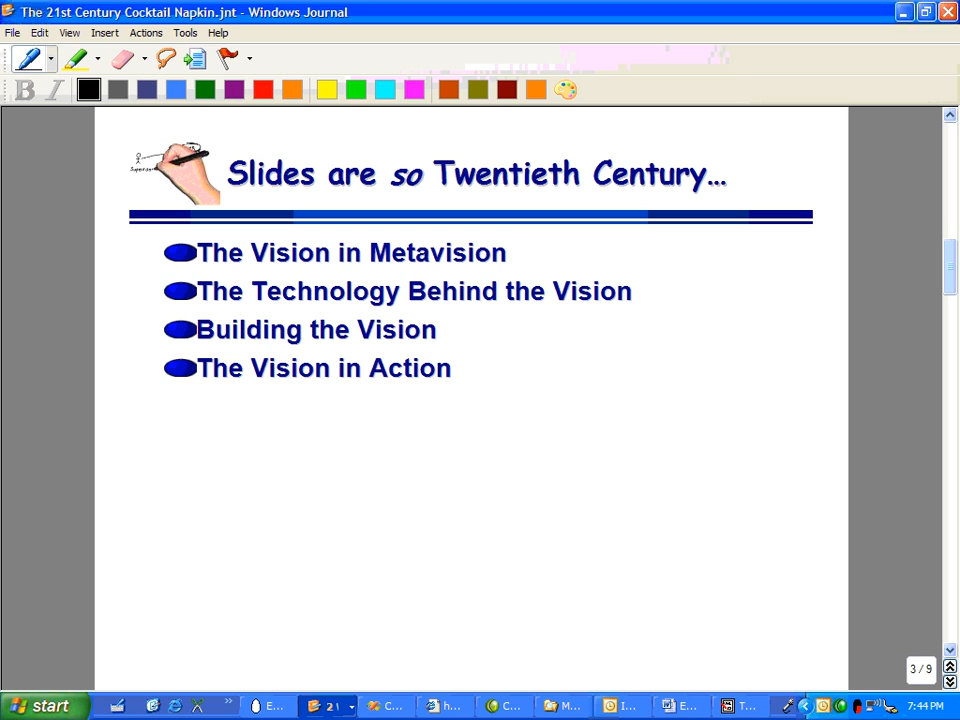 The 21st Century Cocktail Napkin.jnt - Windows Journal
File Edit View Insert Actions Tools Help
B I
Slides are so Twentieth Century...
The Vision in Metavision
The Technology Behind the Vision
Building the Vision
The Vision in Action
3 / 9
start E... 21 C... h... C... M... I... E... T... 7:44 PM